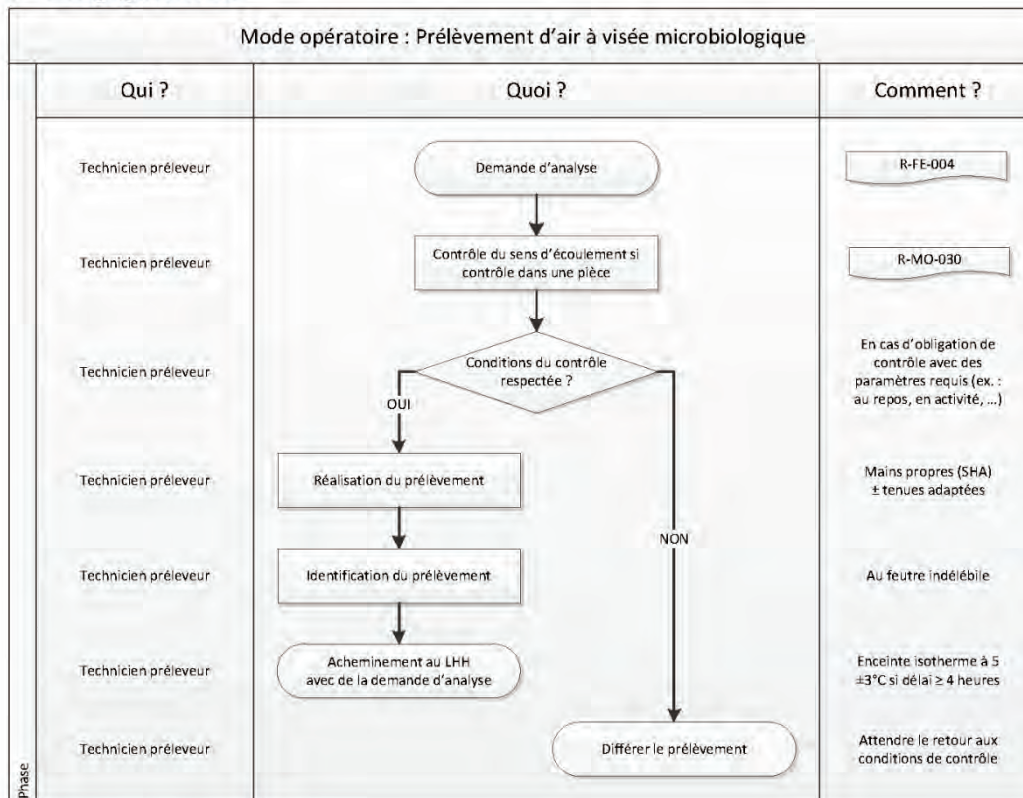 Mode opératoire : Prélèvement d'air à visée microbiologique
Qui ?
Quoi ?
Comment ?
Technicien préleveur
Demande d'analyse
R-FE-004
Technicien préleveur
Contrôle du sens d'écoulement si
contrôle dans une pièce
R-MO-030
Technicien préleveur
Conditions du contrôle
respectée ?
En cas d'obligation de
contrôle avec des
paramètres requis (ex. :
au repos, en activité, ...)
OUI
Technicien préleveur
Réalisation du prélèvement
Mains propres (SHA)
± tenues adaptées
NON
Technicien préleveur
Identification du prélèvement
Au feutre indélébile
Technicien préleveur
Acheminement au LHH
avec de la demande d'analyse
Enceinte isotherme à 5
±3°C si délai ≥ 4 heures
Technicien préleveur
Différer le prélèvement
Attendre le retour aux
conditions de contrôle
Phase